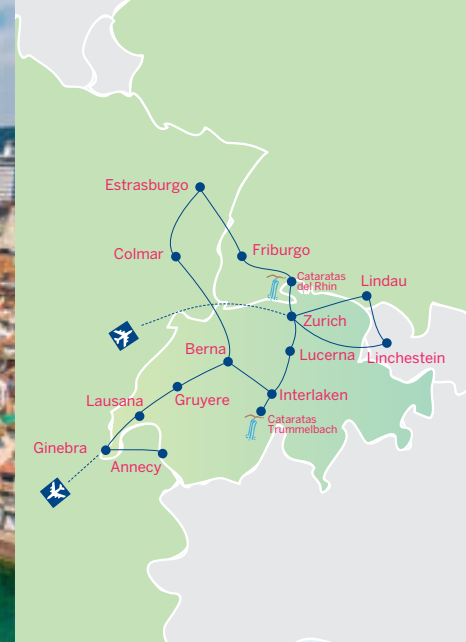 Estrasburgo
Colmar
Friburgo
Cataratas
del Rhin
Lindau
Zurich
Berna
Lucerna
Linchestein
Lausana
Gruyere
Interlaken
Cataratas
Trummelbach
Ginebra
Annecy